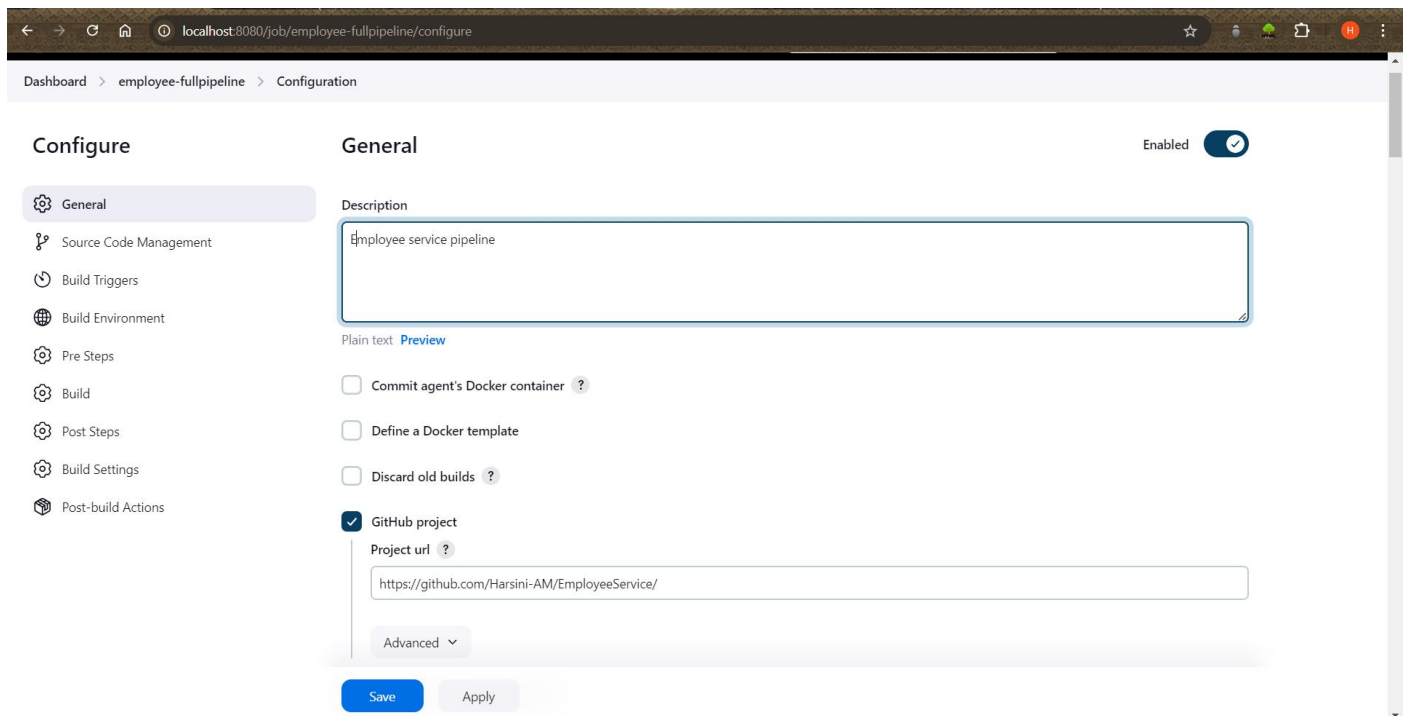 localhost:8080/job/employee-fullpipeline/configure
H
Dashboard > employee-fullpipeline > Configuration
Configure
General
Source Code Management
Build Triggers
Build Environment
Pre Steps
Build
Post Steps
Build Settings
Post-build Actions
General
Enabled
Description
Employee service pipeline
Plain text Preview
Commit agent's Docker container ?
Define a Docker template
Discard old builds ?
GitHub project
Project url ?
https://github.com/Harsini-AM/EmployeeService/
Advanced
Save Apply